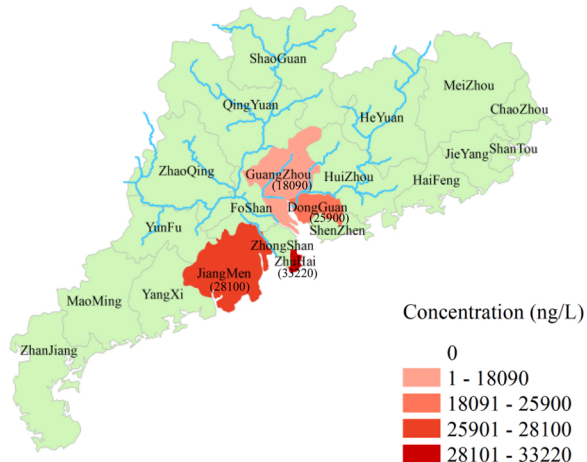 ShaoGuan
MeiZhou
QingYuan
ChaoZhou
HeYuan
ShanTou
JieYang
ZhaoQing
GuangZhou
(18090)
HuiZhou
HaiFeng
FoShan
DongGuan
(25900)
YunFu
ShenZhen
ZhongShan
ZhuHai
(33220)
JiangMen
(28100)
YangXi
MaoMing
ZhanJiang
Concentration (ng/L)
0
1 - 18090
18091 - 25900
25901 - 28100
28101 - 33220